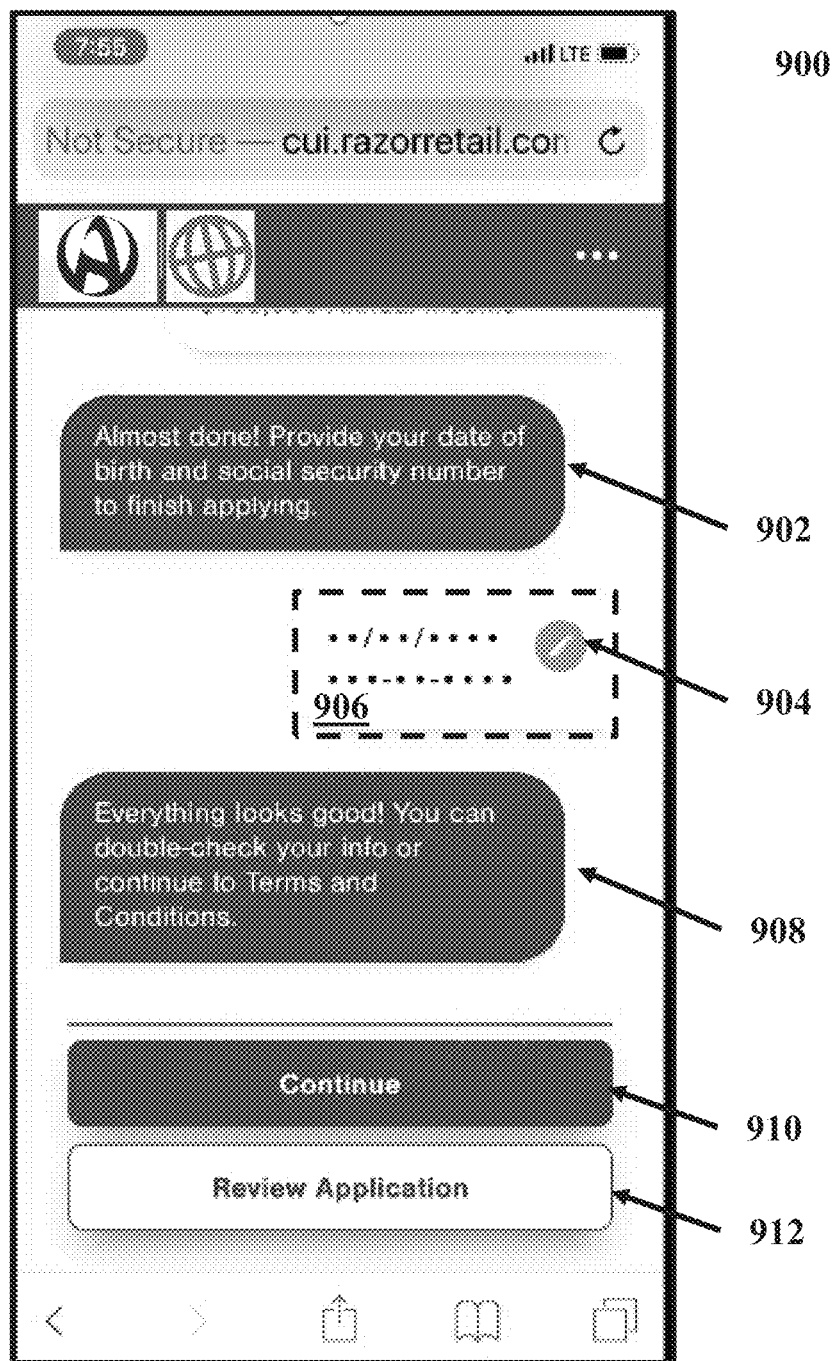 7:55
LTE
900
Not Secure — cui.razorretail.com
Almost done! Provide your date of
birth and social security number
to finish applying.
902
••/••/••••
904
•••-••-••••
906
Everything looks good! You can
double-check your info or
continue to Terms and
Conditions.
908
Continue
910
Review Application
912